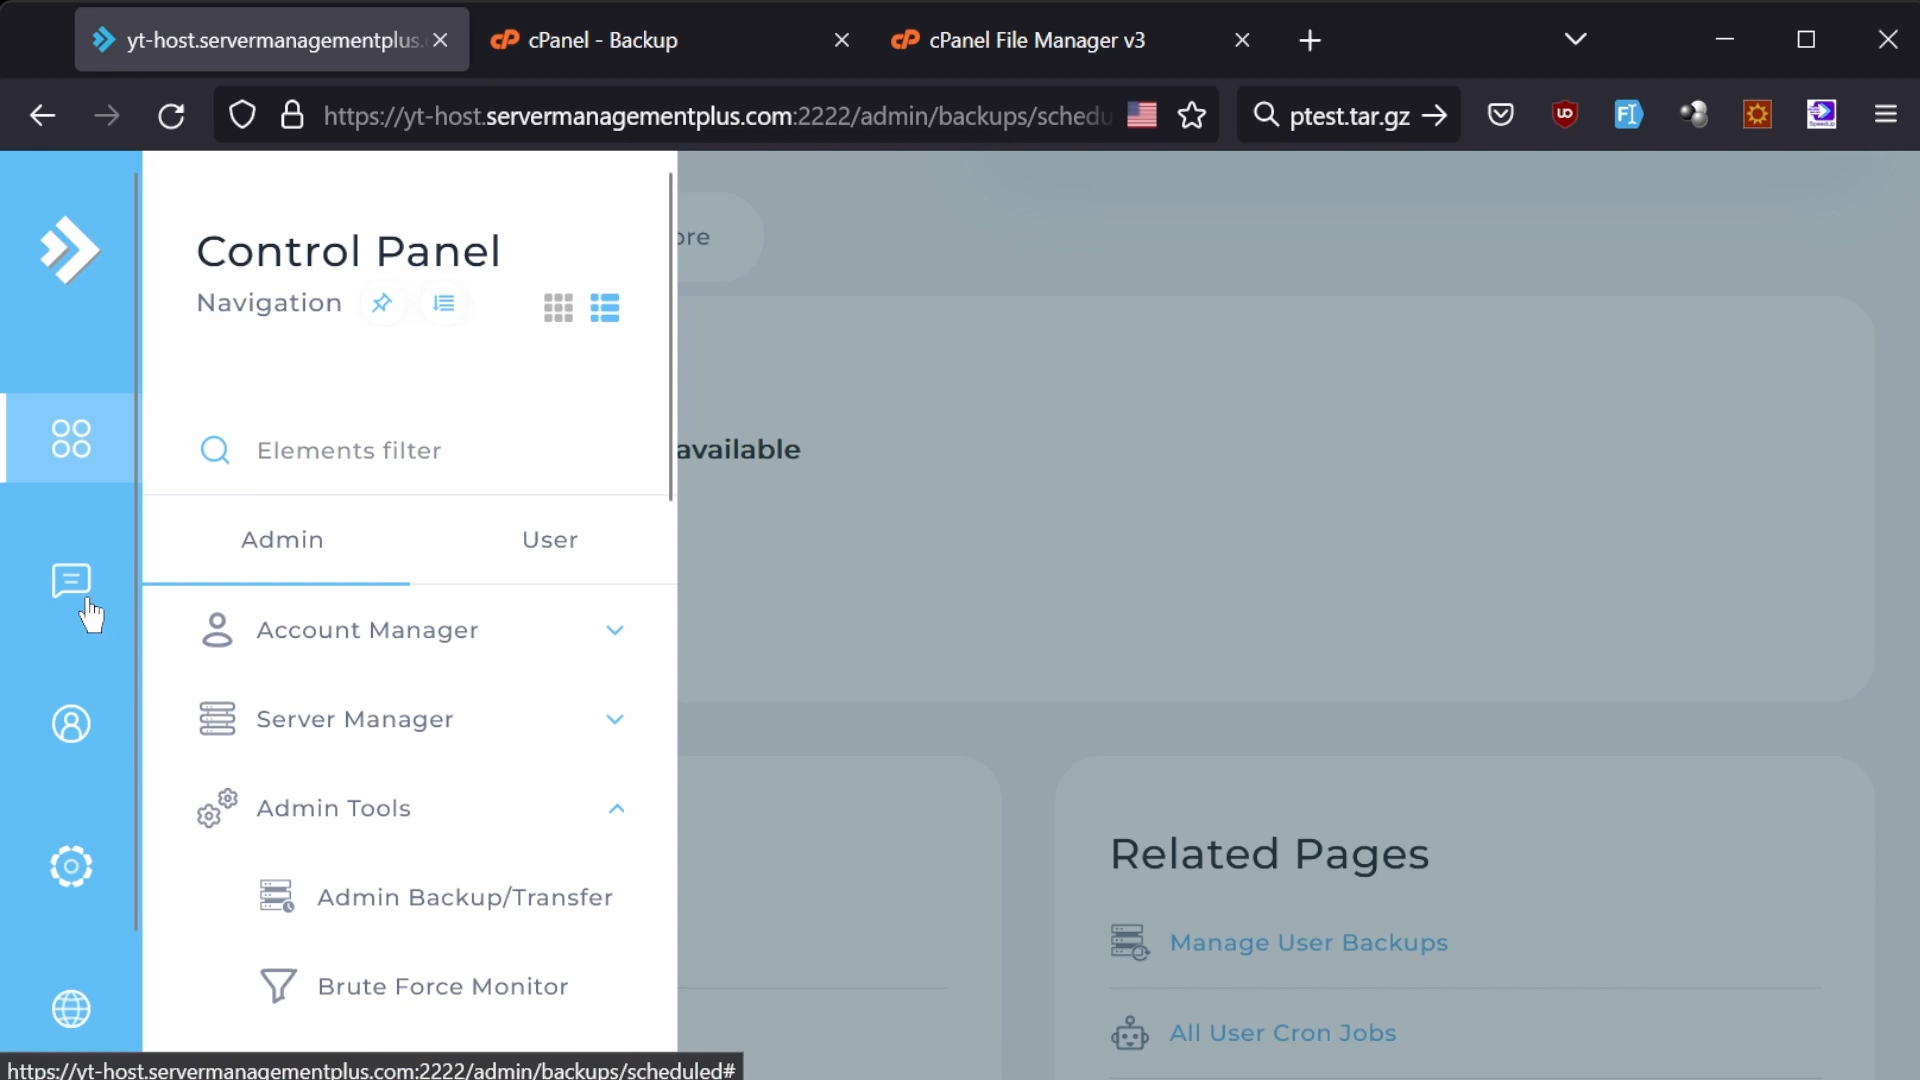 yt-host.servermanagementplus.
cPanel - Backup
cPanel File Manager v3
https://yt-host.servermanagementplus.com:2222/admin/backups/schedu
ptest.tar.gz
Control Panel
Navigation
Elements filter
Admin
User
Account Manager
Server Manager
Admin Tools
Admin Backup/Transfer
Brute Force Monitor
ore
available
Related Pages
Manage User Backups
All User Cron Jobs
https://yt-host.servermanagementplus.com:2222/admin/backups/scheduled#